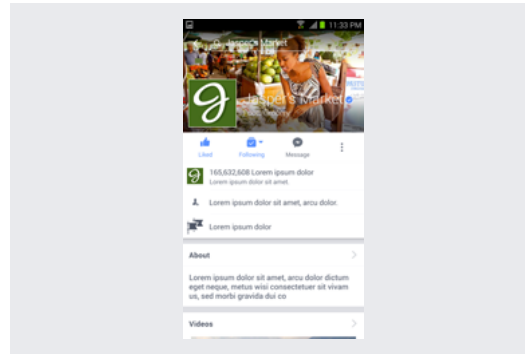 11:33 PM
Jasper's Market
Jasper's Market
Liked
Following
Message
165,632,608 Lorem ipsum dolor
Lorem ipsum dolor sit amet.
Lorem ipsum dolor sit amet, arcu dolor.
Lorem ipsum dolor
About
Lorem ipsum dolor sit amet, arcu dolor dictum
eget neque, metus wisi consectetuer sit vivam
us, sed morbi gravida dui co
Videos